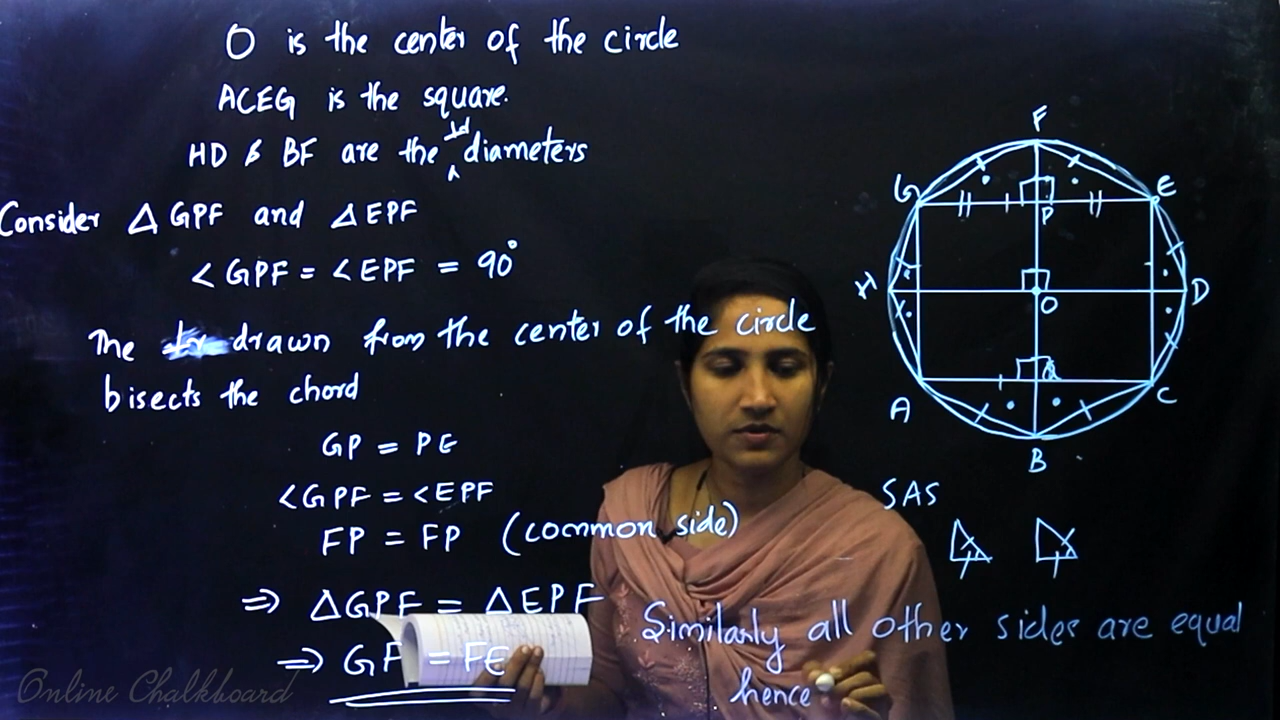 O is the center of the circle
ACEG is the square.
HD & BF are the ⊥d diameters
Consider △ GPF and △ EPF
<GPF = <EPF = 90°
The drawn from the center of the circle
bisects the chord
GP = PE
<GPF = <EPF
FP = FP (common side)
⇒ △GPF = △EPF
⇒ GF = FE
Similarly all other sides are equal
hence
F
G
E
P
H
O
D
Q
A
C
B
SAS
Online Chalkboard